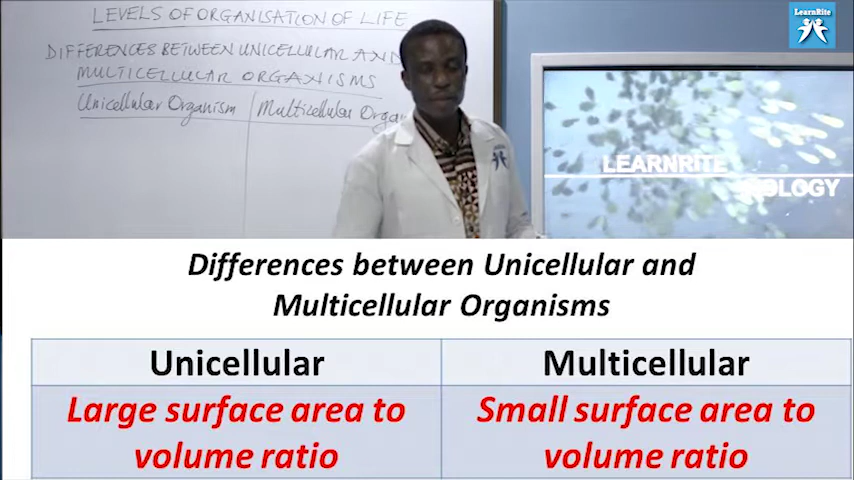 LEVELS OF ORGANISATION OF LIFE
DIFFERENCES BETWEEN UNICELLULAR AND
MULTICELLULAR ORGANISMS
Unicellular Organism Multicellular
LearnRite
LEARNRITE
Differences between Unicellular and
Multicellular Organisms
Unicellular Multicellular
Large surface area to Small surface area to
volume ratio volume ratio